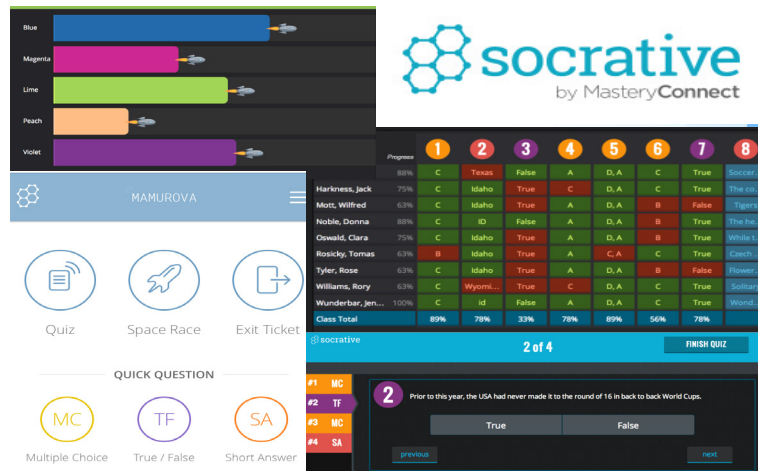 Blue
Magenta
Lime
Peach
Violet
socrative
by MasteryConnect
Progress 1 2 3 4 5 6 7 8
88% C Texas False A D, A C True Soccer...
Harkness, Jack 75% C Idaho True C D, A C True The co...
Mott, Wilfred 63% C Idaho True A D, A B False Tigers
Noble, Donna 88% C ID False A D, A B True The he...
Oswald, Clara 75% C Idaho True A D, A B True While t...
Rosicky, Tomas 63% B Idaho True A C, A C True Czech ...
Tyler, Rose 63% C Idaho True A D, A B False Flower...
Williams, Rory 63% C Wyomi... True C D, A C True Solitary
Wunderbar, Jen... 100% C id False A D, A C True Wond...
Class Total 89% 78% 33% 78% 89% 56% 78%
MAMUROVA
Quiz Space Race Exit Ticket
QUICK QUESTION
MC TF SA
Multiple Choice True / False Short Answer
socrative 2 of 4 FINISH QUIZ
#1 MC
#2 TF
#3 MC
#4 SA
2 Prior to this year, the USA had never made it to the round of 16 in back to back World Cups.
True False
previous next